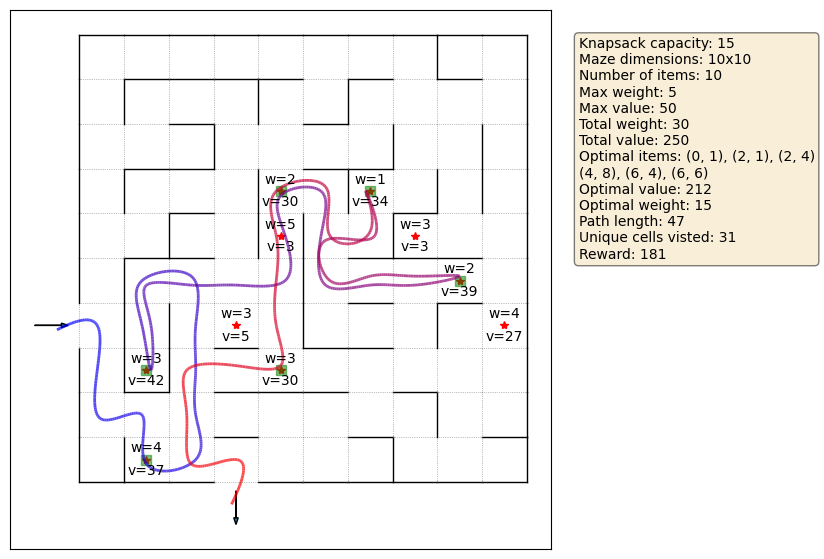 Knapsack capacity: 15
Maze dimensions: 10x10
Number of items: 10
Max weight: 5
Max value: 50
Total weight: 30
Total value: 250
Optimal items: (0, 1), (2, 1), (2, 4)
(4, 8), (6, 4), (6, 6)
Optimal value: 212
Optimal weight: 15
Path length: 47
Unique cells visted: 31
Reward: 181
w=2
v=30
w=1
v=34
w=5
v=3
w=3
v=3
w=2
v=39
w=3
v=5
w=4
v=27
w=3
v=42
w=3
v=30
w=4
v=37